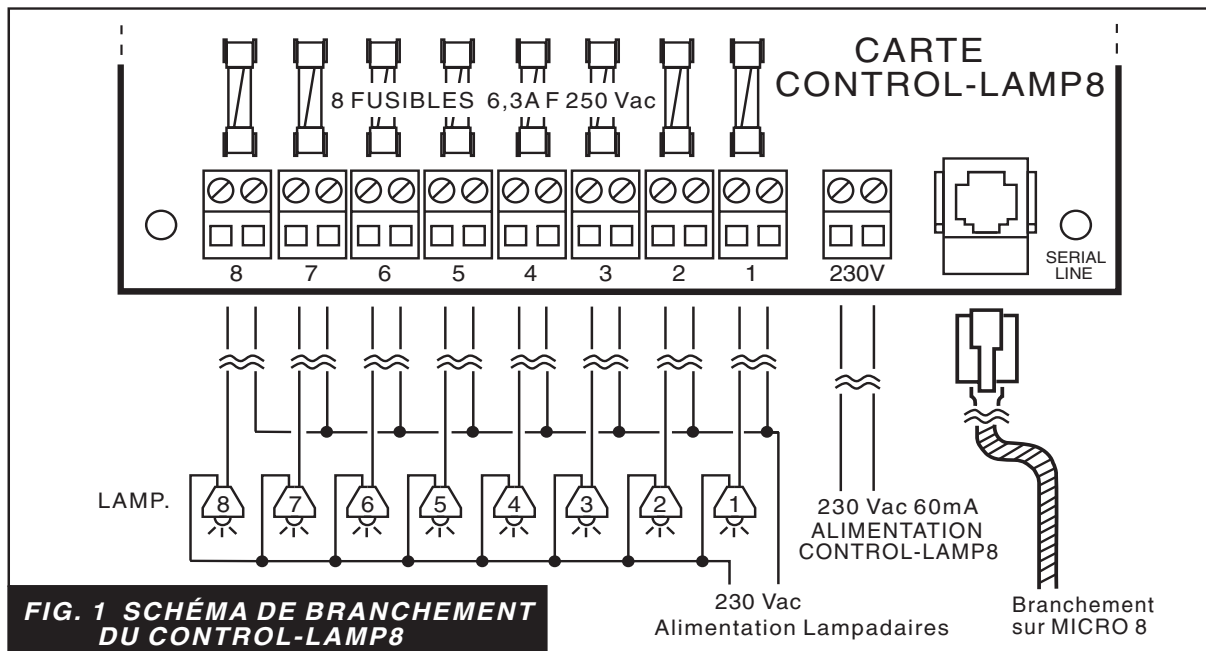 CARTE
CONTROL-LAMP8
8 FUSIBLES 6,3A F 250 Vac
8 7 6 5 4 3 2 1 230V
SERIAL
LINE
LAMP. 8 7 6 5 4 3 2 1
230 Vac 60mA
ALIMENTATION
CONTROL-LAMP8
230 Vac
Alimentation Lampadaires
Branchement
sur MICRO 8
FIG. 1 SCHÉMA DE BRANCHEMENT
DU CONTROL-LAMP8